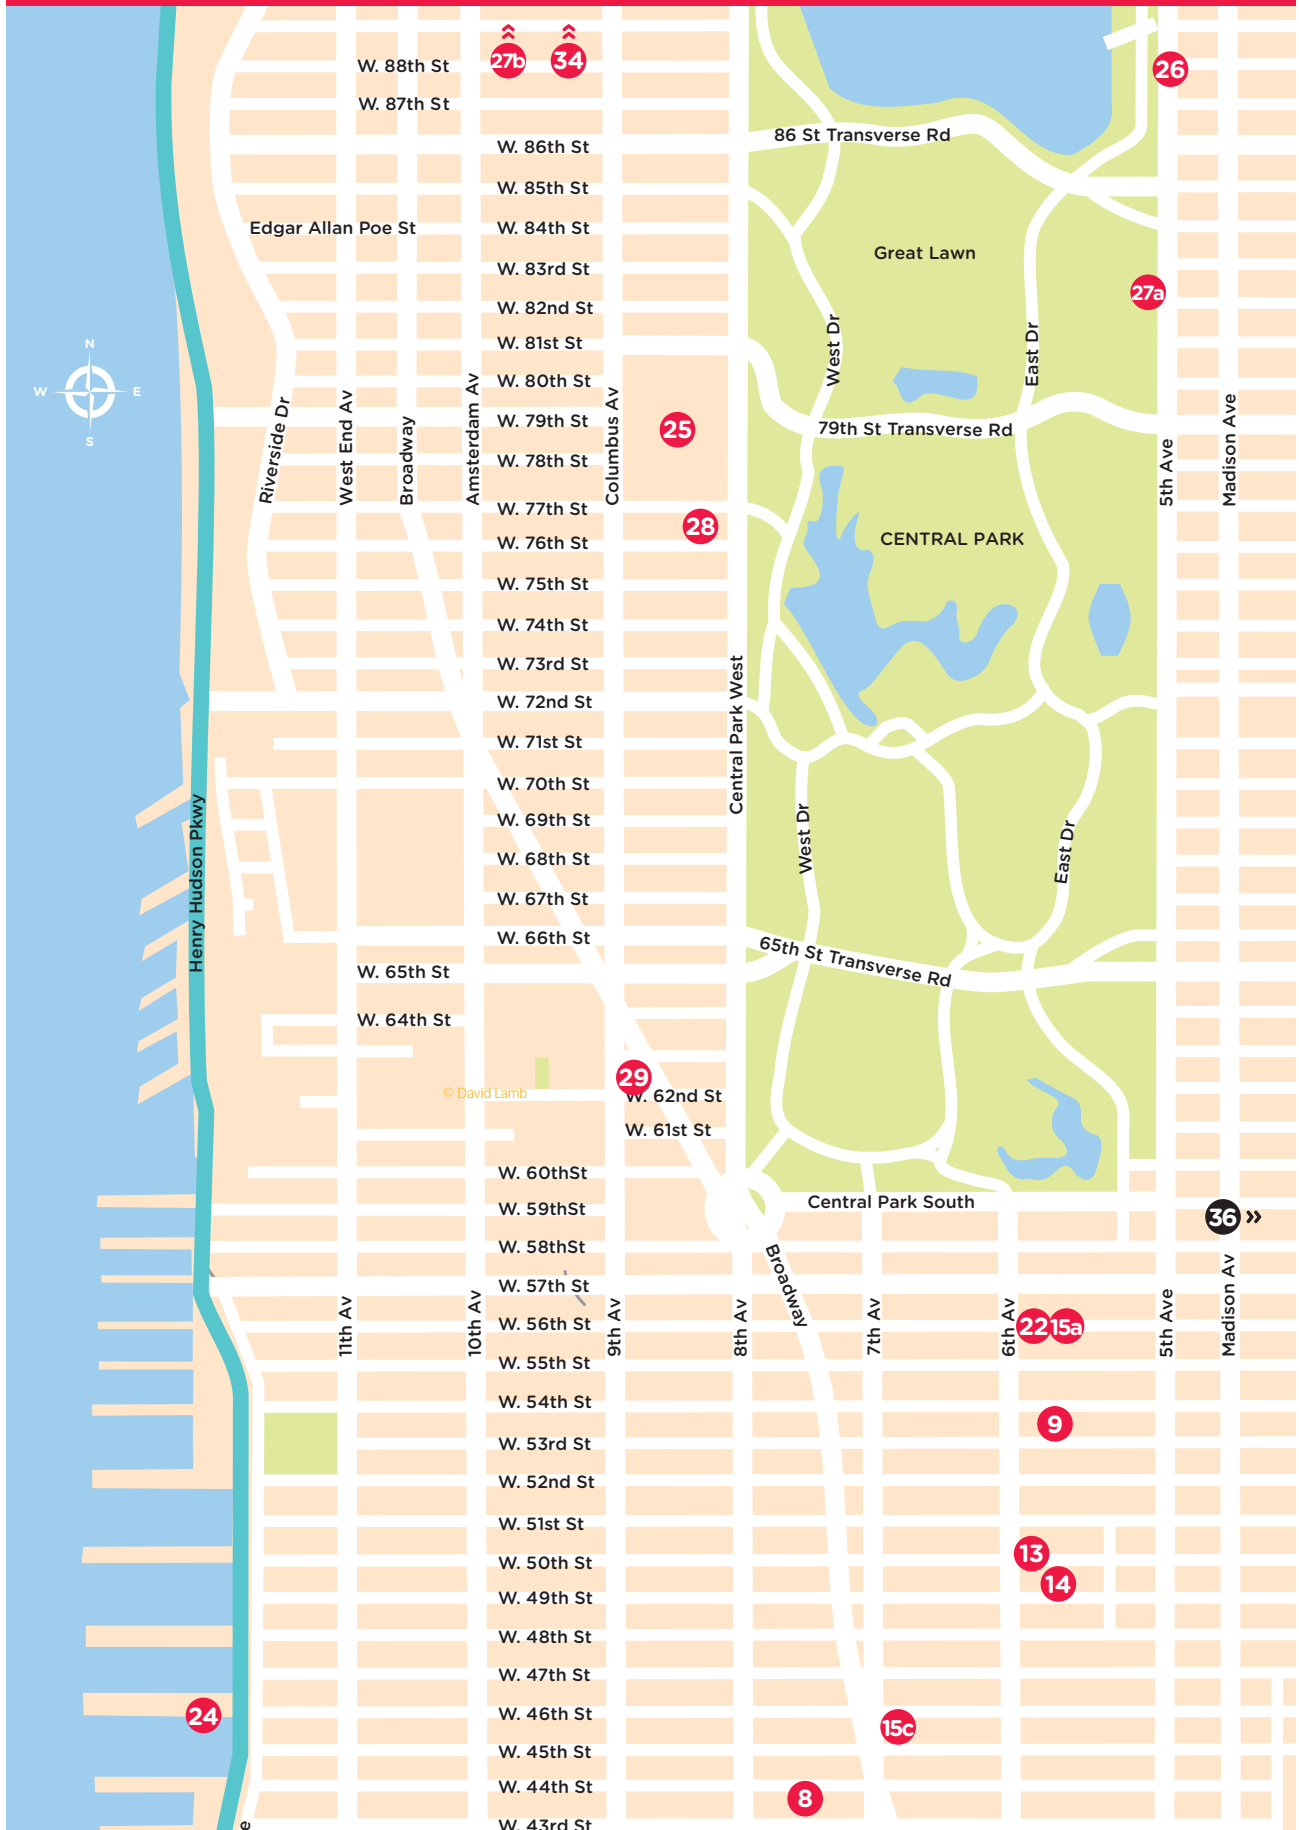 27b
34
W. 88th St
26
W. 87th St
86 St Transverse Rd
W. 86th St
W. 85th St
Edgar Allan Poe St
W. 84th St
Great Lawn
W. 83rd St
27a
W. 82nd St
W. 81st St
N
W
E
S
West Dr
East Dr
W. 80th St
Riverside Dr
West End Av
Broadway
Amsterdam Av
W. 79th St
Columbus Av
25
79th St Transverse Rd
5th Ave
Madison Ave
W. 78th St
W. 77th St
28
W. 76th St
CENTRAL PARK
W. 75th St
W. 74th St
W. 73rd St
W. 72nd St
Central Park West
W. 71st St
W. 70th St
Henry Hudson Pkwy
W. 69th St
West Dr
East Dr
W. 68th St
W. 67th St
W. 66th St
65th St Transverse Rd
W. 65th St
W. 64th St
29
© David Lamb
W. 62nd St
W. 61st St
W. 60thSt
Central Park South
W. 59thSt
36
W. 58thSt
Broadway
W. 57th St
11th Av
10th Av
9th Av
8th Av
7th Av
6th Av
22
15a
5th Ave
Madison Av
W. 56th St
W. 55th St
W. 54th St
9
W. 53rd St
W. 52nd St
W. 51st St
13
W. 50th St
14
W. 49th St
W. 48th St
W. 47th St
24
W. 46th St
15c
W. 45th St
W. 44th St
8
W. 43rd St
e